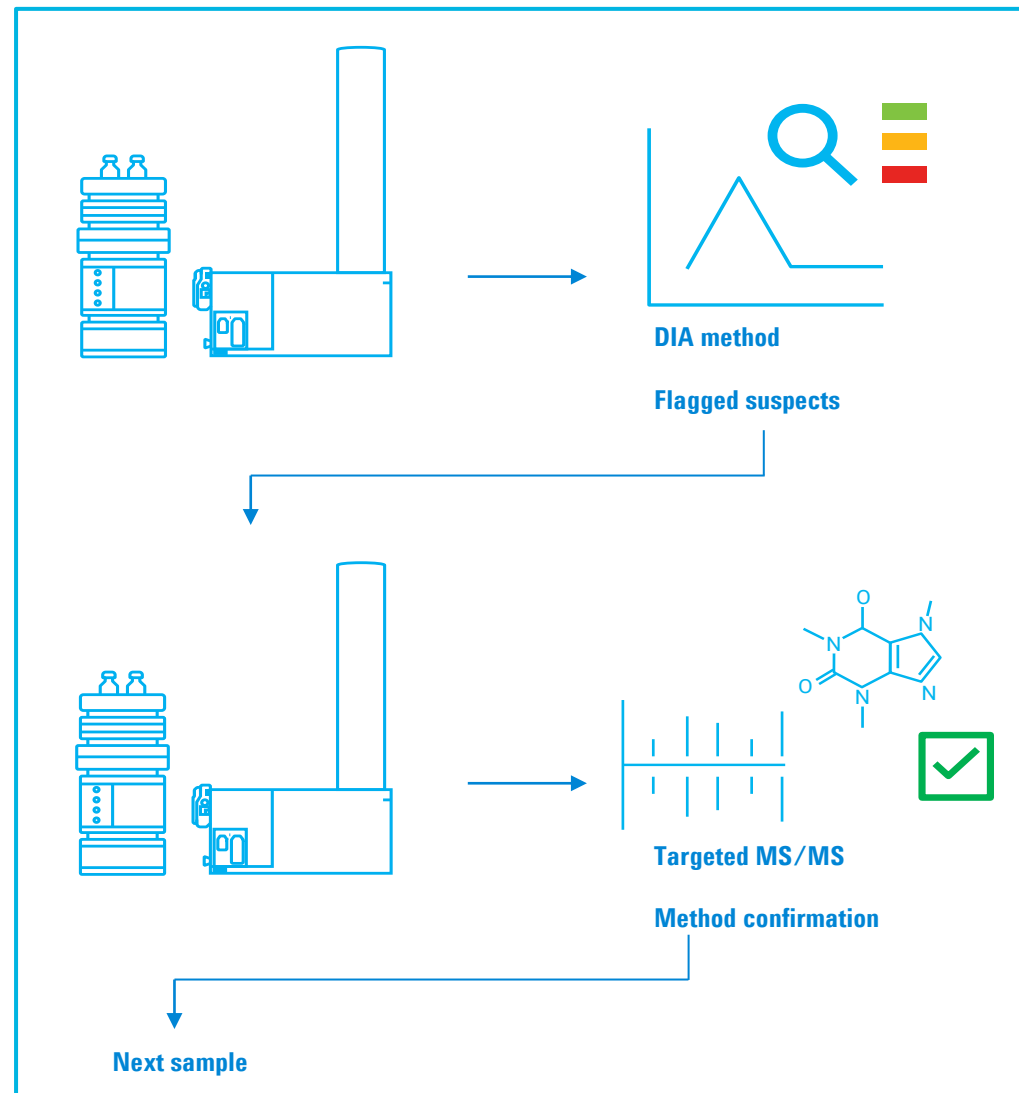 DIA method
Flagged suspects
O
N
N
O
N
N
Targeted MS/MS
Method confirmation
Next sample